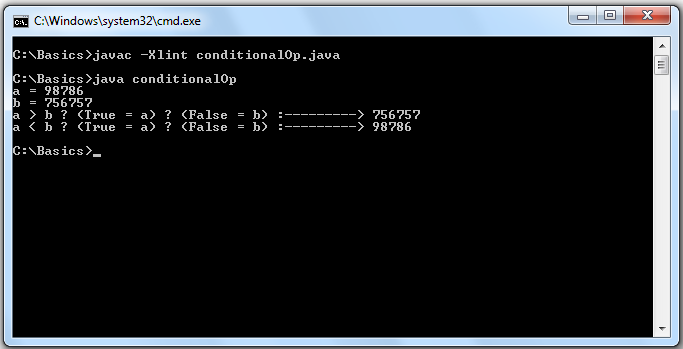 C:\Windows\system32\cmd.exe
C:\Basics>javac -Xlint conditionalOp.java
C:\Basics>java conditionalOp
a = 98786
b = 756757
a > b ? (True = a) ? (False = b) :---------> 756757
a < b ? (True = a) ? (False = b) :---------> 98786
C:\Basics>_